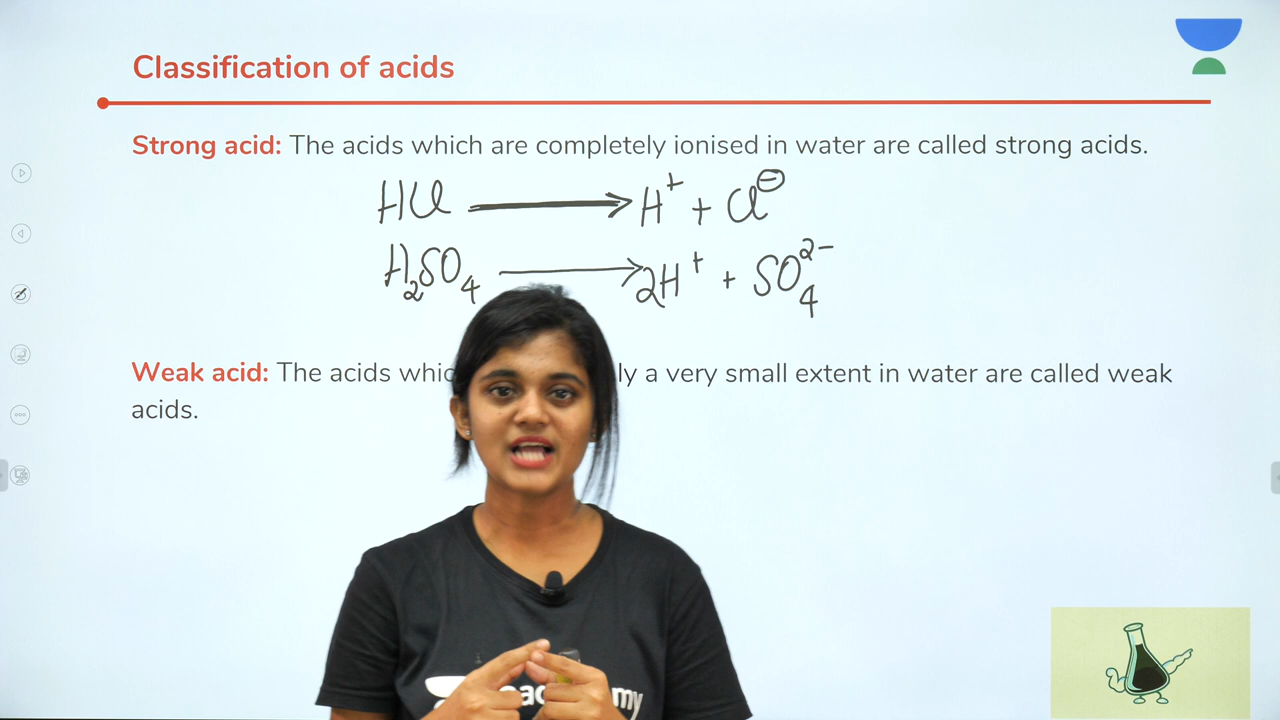 Classification of acids
Strong acid: The acids which are completely ionised in water are called strong acids.
HCl ⟶ H⁺ + Cl⊖
H₂SO₄ ⟶ 2H⁺ + SO₄²⁻
Weak acid: The acids ly a very small extent in water are called weak
acids.